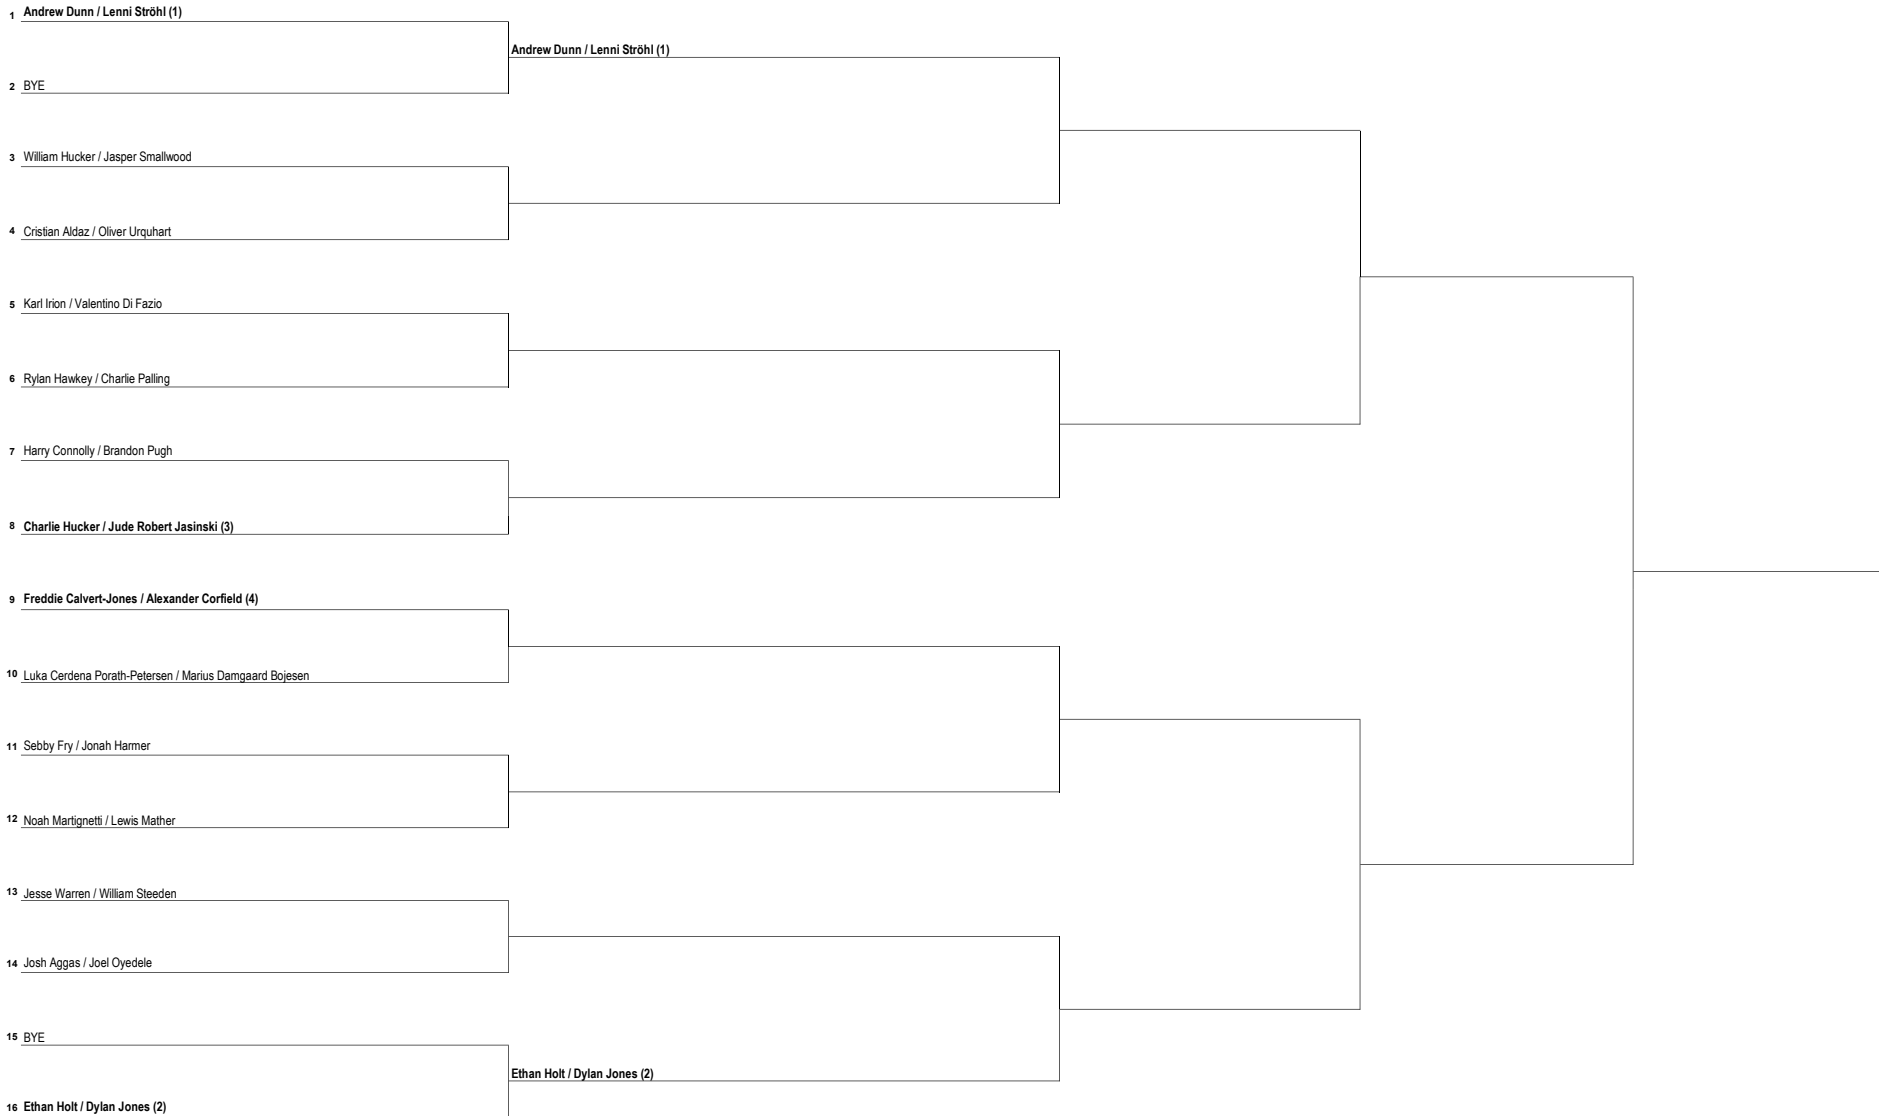 1 Andrew Dunn / Lenni Ströhl (1)
Andrew Dunn / Lenni Ströhl (1)
2 BYE
3 William Hucker / Jasper Smallwood
4 Cristian Aldaz / Oliver Urquhart
5 Karl Irion / Valentino Di Fazio
6 Rylan Hawkey / Charlie Palling
7 Harry Connolly / Brandon Pugh
8 Charlie Hucker / Jude Robert Jasinski (3)
9 Freddie Calvert-Jones / Alexander Corfield (4)
10 Luka Cerdena Porath-Petersen / Marius Damgaard Bojesen
11 Sebby Fry / Jonah Harmer
12 Noah Martignetti / Lewis Mather
13 Jesse Warren / William Steeden
14 Josh Aggas / Joel Oyedele
15 BYE
Ethan Holt / Dylan Jones (2)
16 Ethan Holt / Dylan Jones (2)